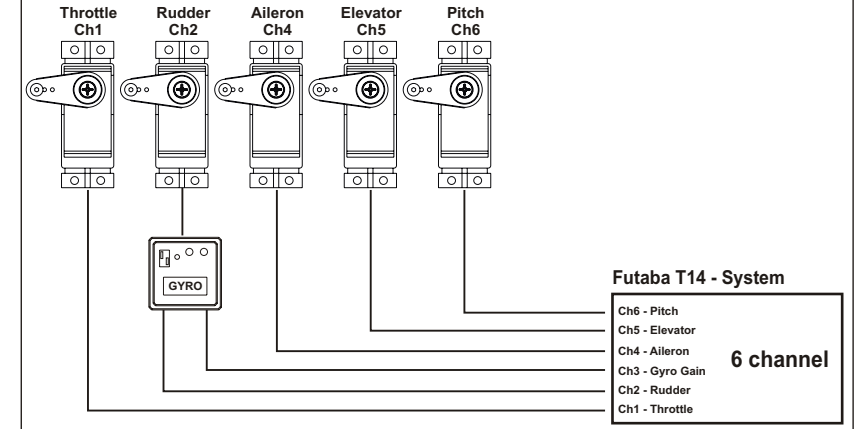 Throttle Rudder Aileron Elevator Pitch
Ch1 Ch2 Ch4 Ch5 Ch6
GYRO
Futaba T14 - System
Ch6 - Pitch
Ch5 - Elevator
Ch4 - Aileron
Ch3 - Gyro Gain
Ch2 - Rudder
Ch1 - Throttle
6 channel